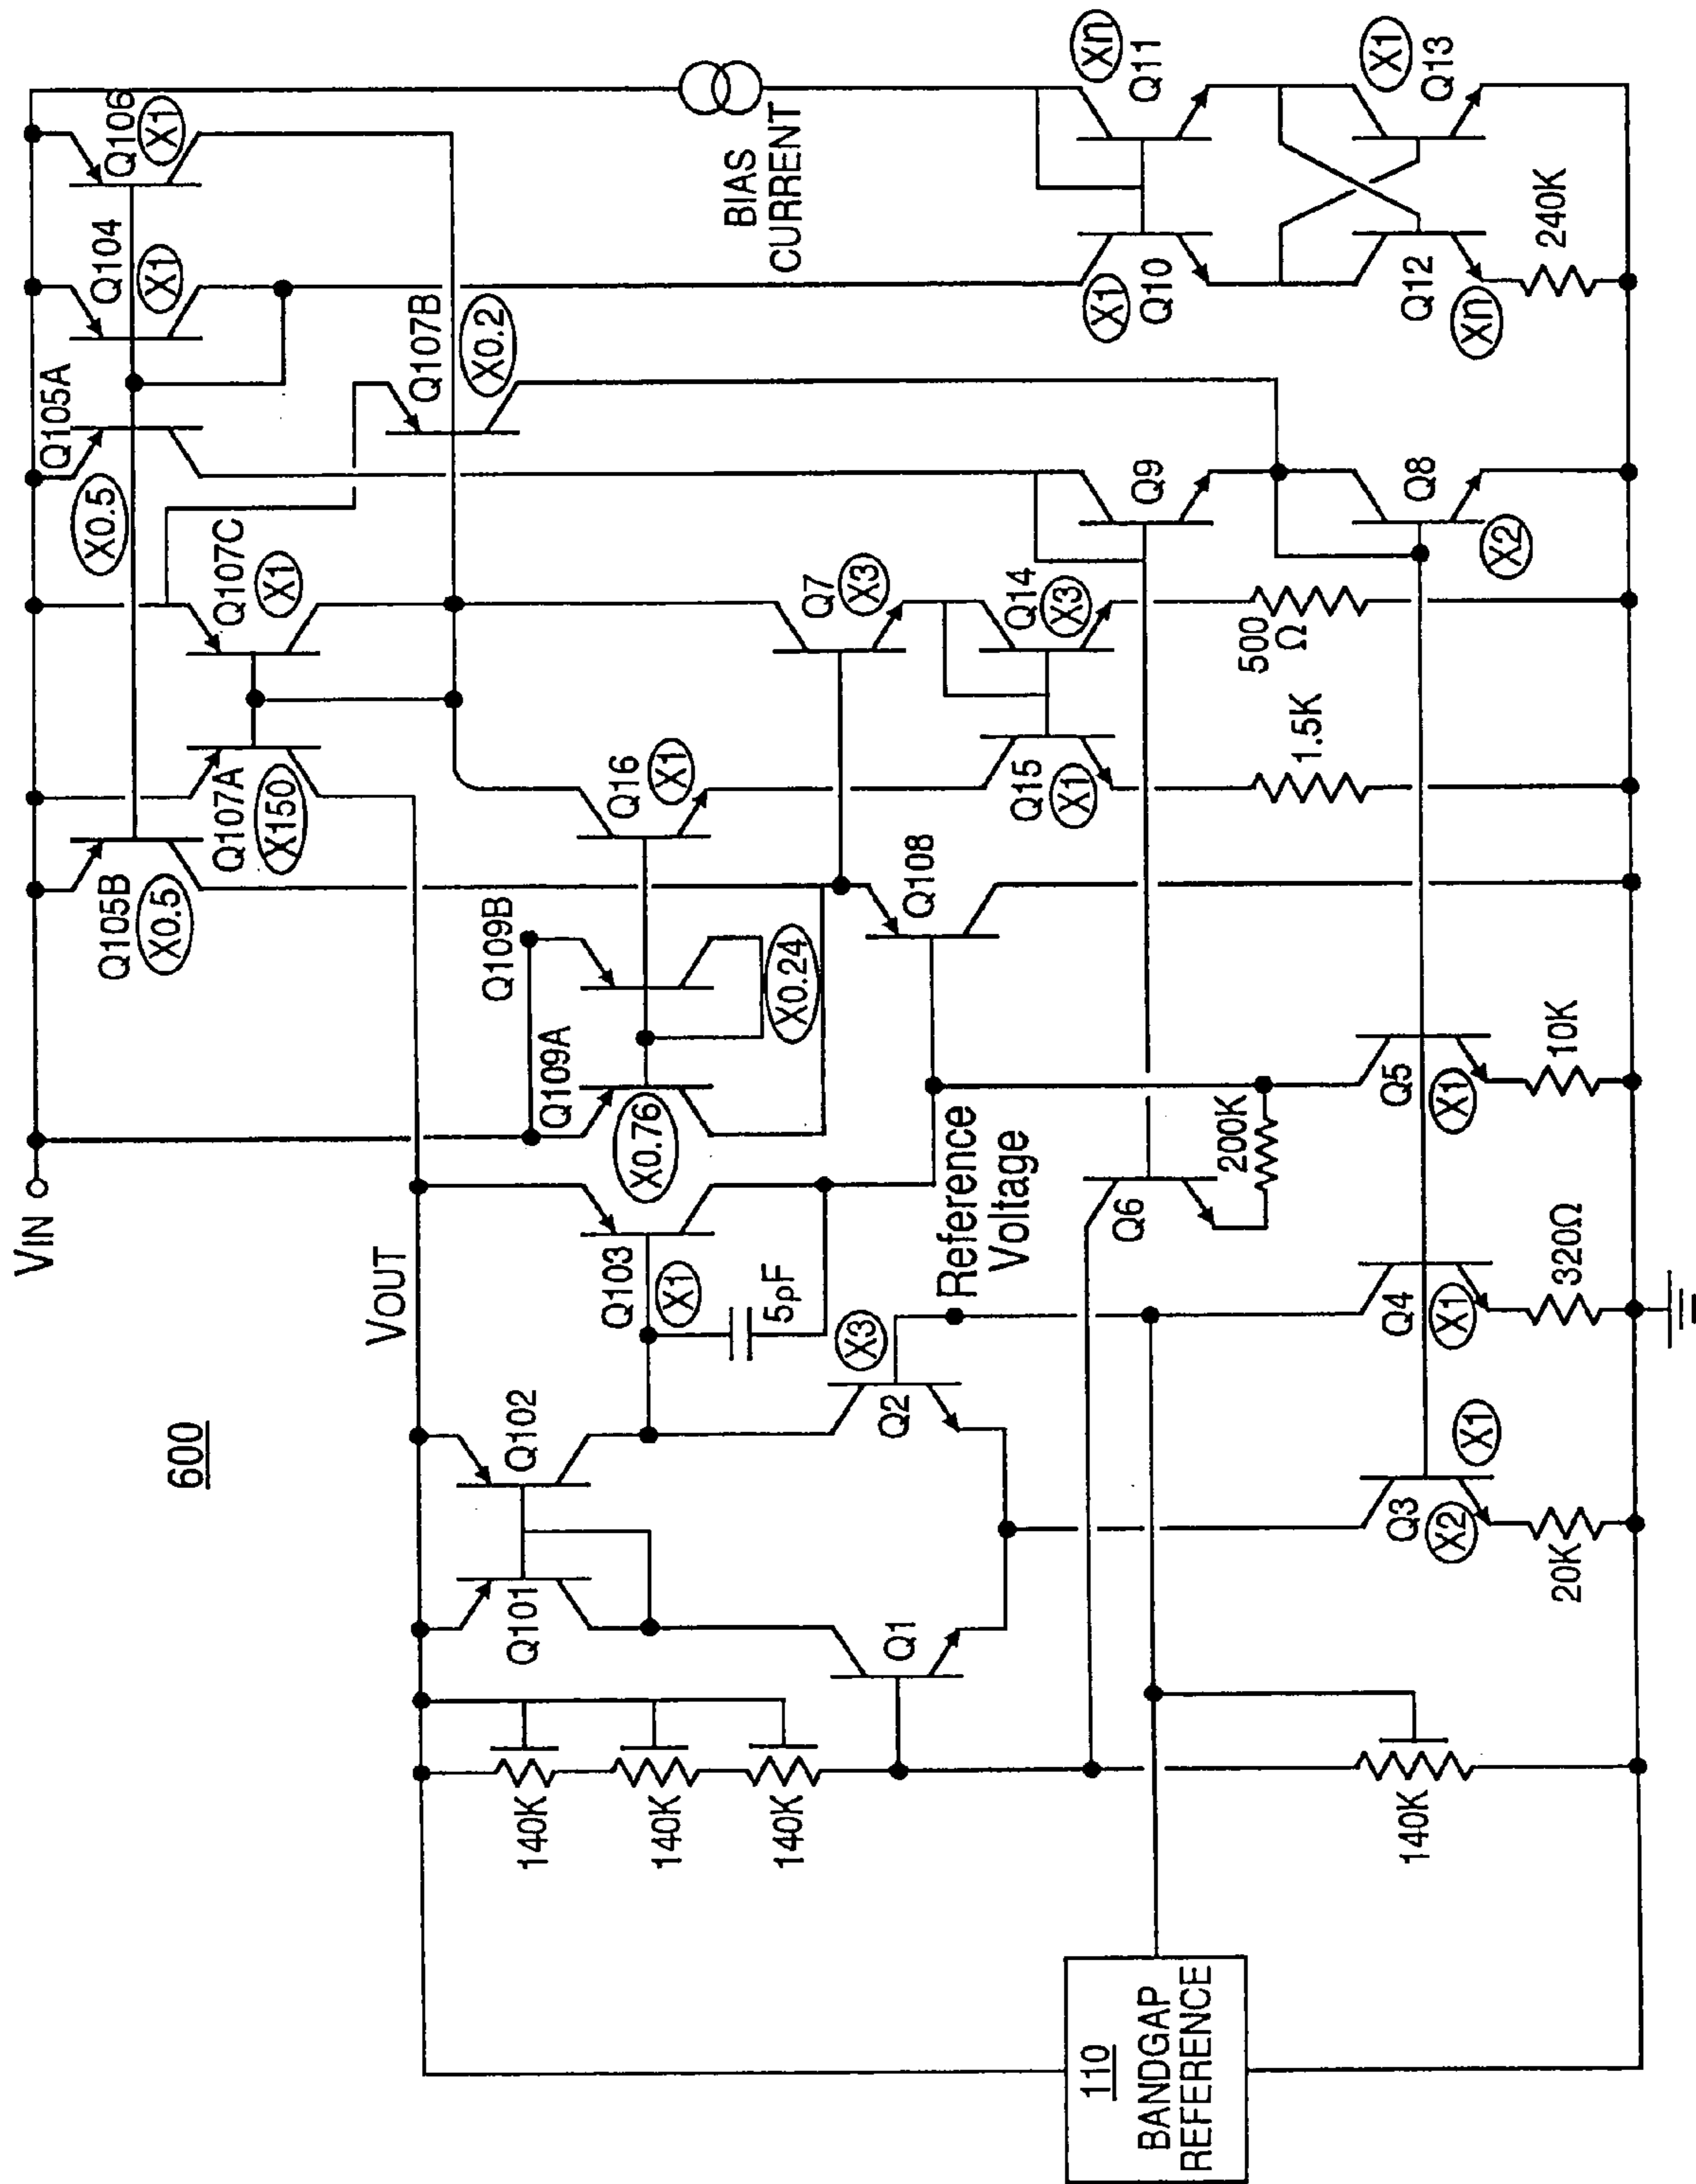 600
VIN
VOUT
Q105B
X0.5
Q107A
X150
Q107C
X1
Q105A
X0.5
Q104
X1
Q106
X1
Q101
Q102
Q103
X1
5pF
Q109A
X0.76
Q109B
X0.24
Q16
X1
Q107B
X0.2
BIAS
CURRENT
140K
140K
140K
Q1
Q2
X3
Reference
Voltage
Q108
Q7
X3
Q15
X1
Q14
X3
Q9
X1
Q10
Xn
Q11
Q6
200K
110
BANDGAP
REFERENCE
140K
Q3
X2
X1
20K
Q4
X1
320Ω
Q5
X1
10K
1.5K
500
Ω
Q8
X2
Q12
Xn
240K
X1
Q13